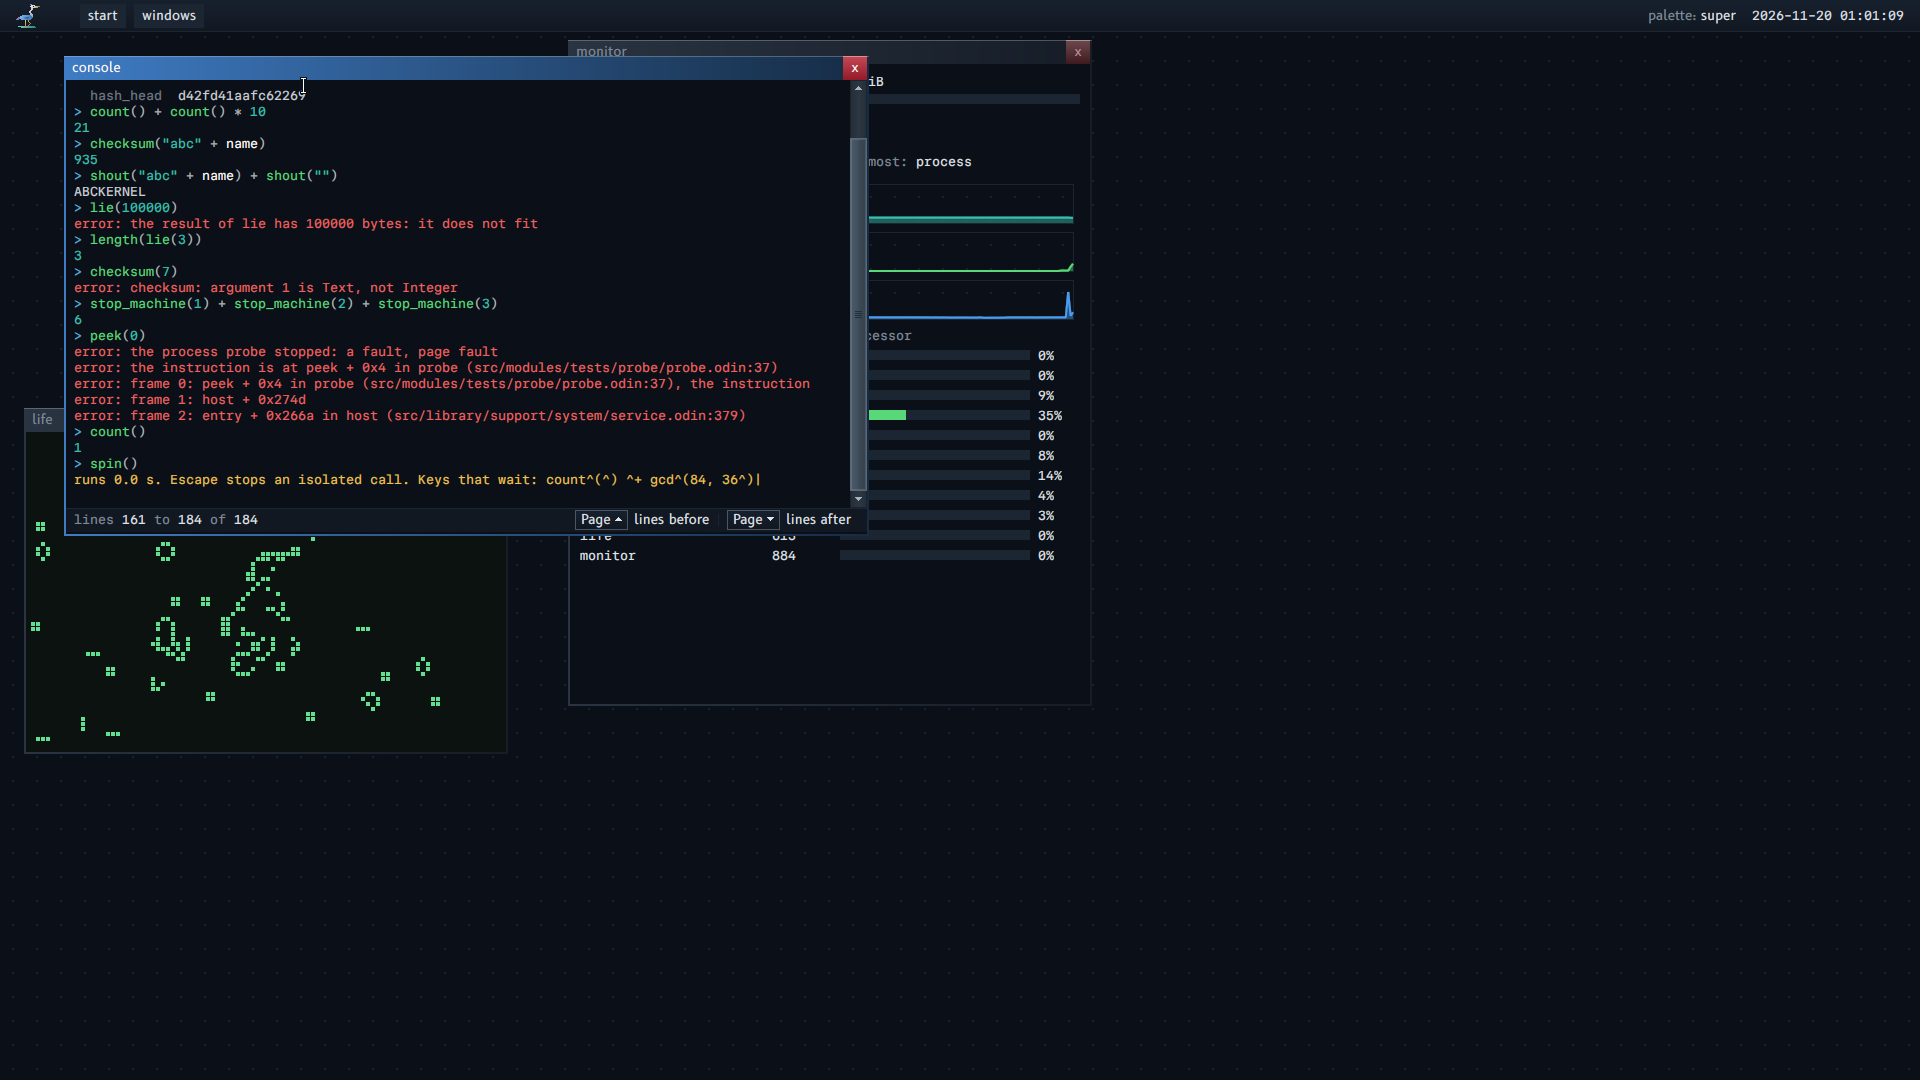 start windows palette: super 2026-11-20 01:01:09
monitor x
console x
iB
hash_head d42fd41aafc62269
> count() + count() * 10
21
> checksum("abc" + name)
935
most: process
> shout("abc" + name) + shout("")
ABCKERNEL
> lie(100000)
error: the result of lie has 100000 bytes: it does not fit
> length(lie(3))
3
> checksum(7)
error: checksum: argument 1 is Text, not Integer
> stop_machine(1) + stop_machine(2) + stop_machine(3)
6
> peek(0)
cessor
error: the process probe stopped: a fault, page fault
0%
error: the instruction is at peek + 0x4 in probe (src/modules/tests/probe/probe.odin:37)
0%
error: frame 0: peek + 0x4 in probe (src/modules/tests/probe/probe.odin:37), the instruction
error: frame 1: host + 0x274d
9%
error: frame 2: entry + 0x266a in host (src/library/support/system/service.odin:379)
35%
life
> count()
0%
1
8%
> spin()
14%
runs 0.0 s. Escape stops an isolated call. Keys that wait: count^(^) ^+ gcd^(84, 36^)|
4%
lines 161 to 184 of 184 Page lines before Page lines after
3%
life 613 0%
monitor 884 0%